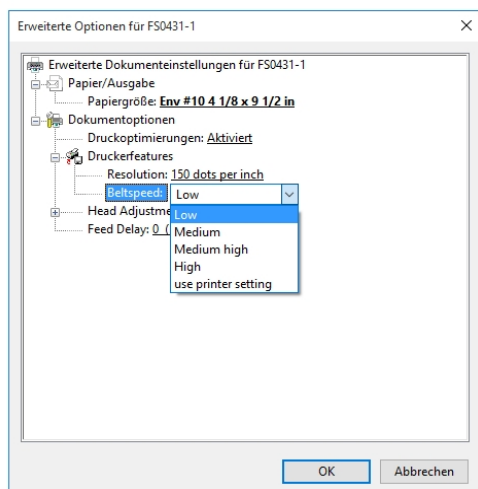 Erweiterte Optionen für FS0431-1
Erweiterte Dokumenteinstellungen für FS0431-1
Papier/Ausgabe
Papiergröße: Env #10 4 1/8 x 9 1/2 in
Dokumentoptionen
Druckoptimierungen: Aktiviert
Druckerfeatures
Resolution: 150 dots per inch
Beltspeed: Low
Head Adjustme
Low
Feed Delay: 0 (
Medium
Medium high
High
use printer setting
OK Abbrechen